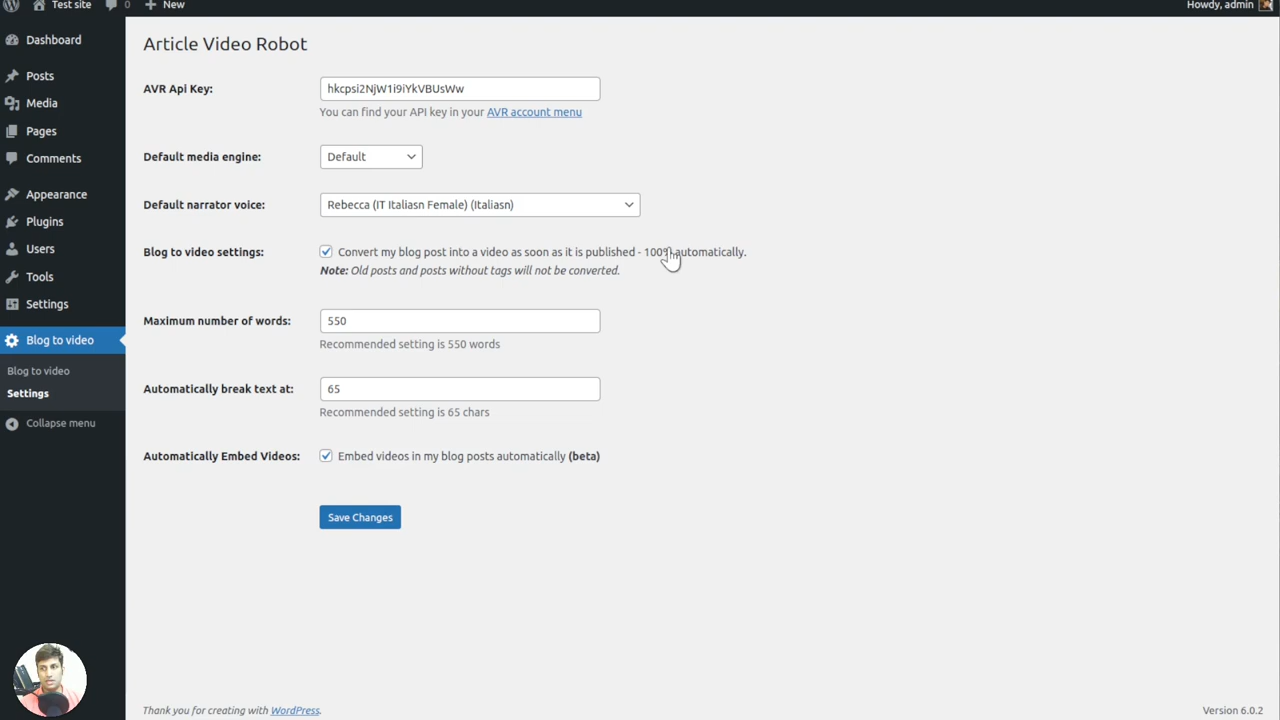 Test site 0 New Howdy, admin
Dashboard
Posts
Media
Pages
Comments
Appearance
Plugins
Users
Tools
Settings
Blog to video
Blog to video
Settings
Collapse menu
Article Video Robot
AVR Api Key: hkcpsi2NjW1i9iYkVBUsWw
You can find your API key in your AVR account menu
Default media engine: Default
Default narrator voice: Rebecca (IT Italiasn Female) (Italiasn)
Blog to video settings: Convert my blog post into a video as soon as it is published - 100% automatically.
Note: Old posts and posts without tags will not be converted.
Maximum number of words: 550
Recommended setting is 550 words
Automatically break text at: 65
Recommended setting is 65 chars
Automatically Embed Videos: Embed videos in my blog posts automatically (beta)
Save Changes
Thank you for creating with WordPress. Version 6.0.2